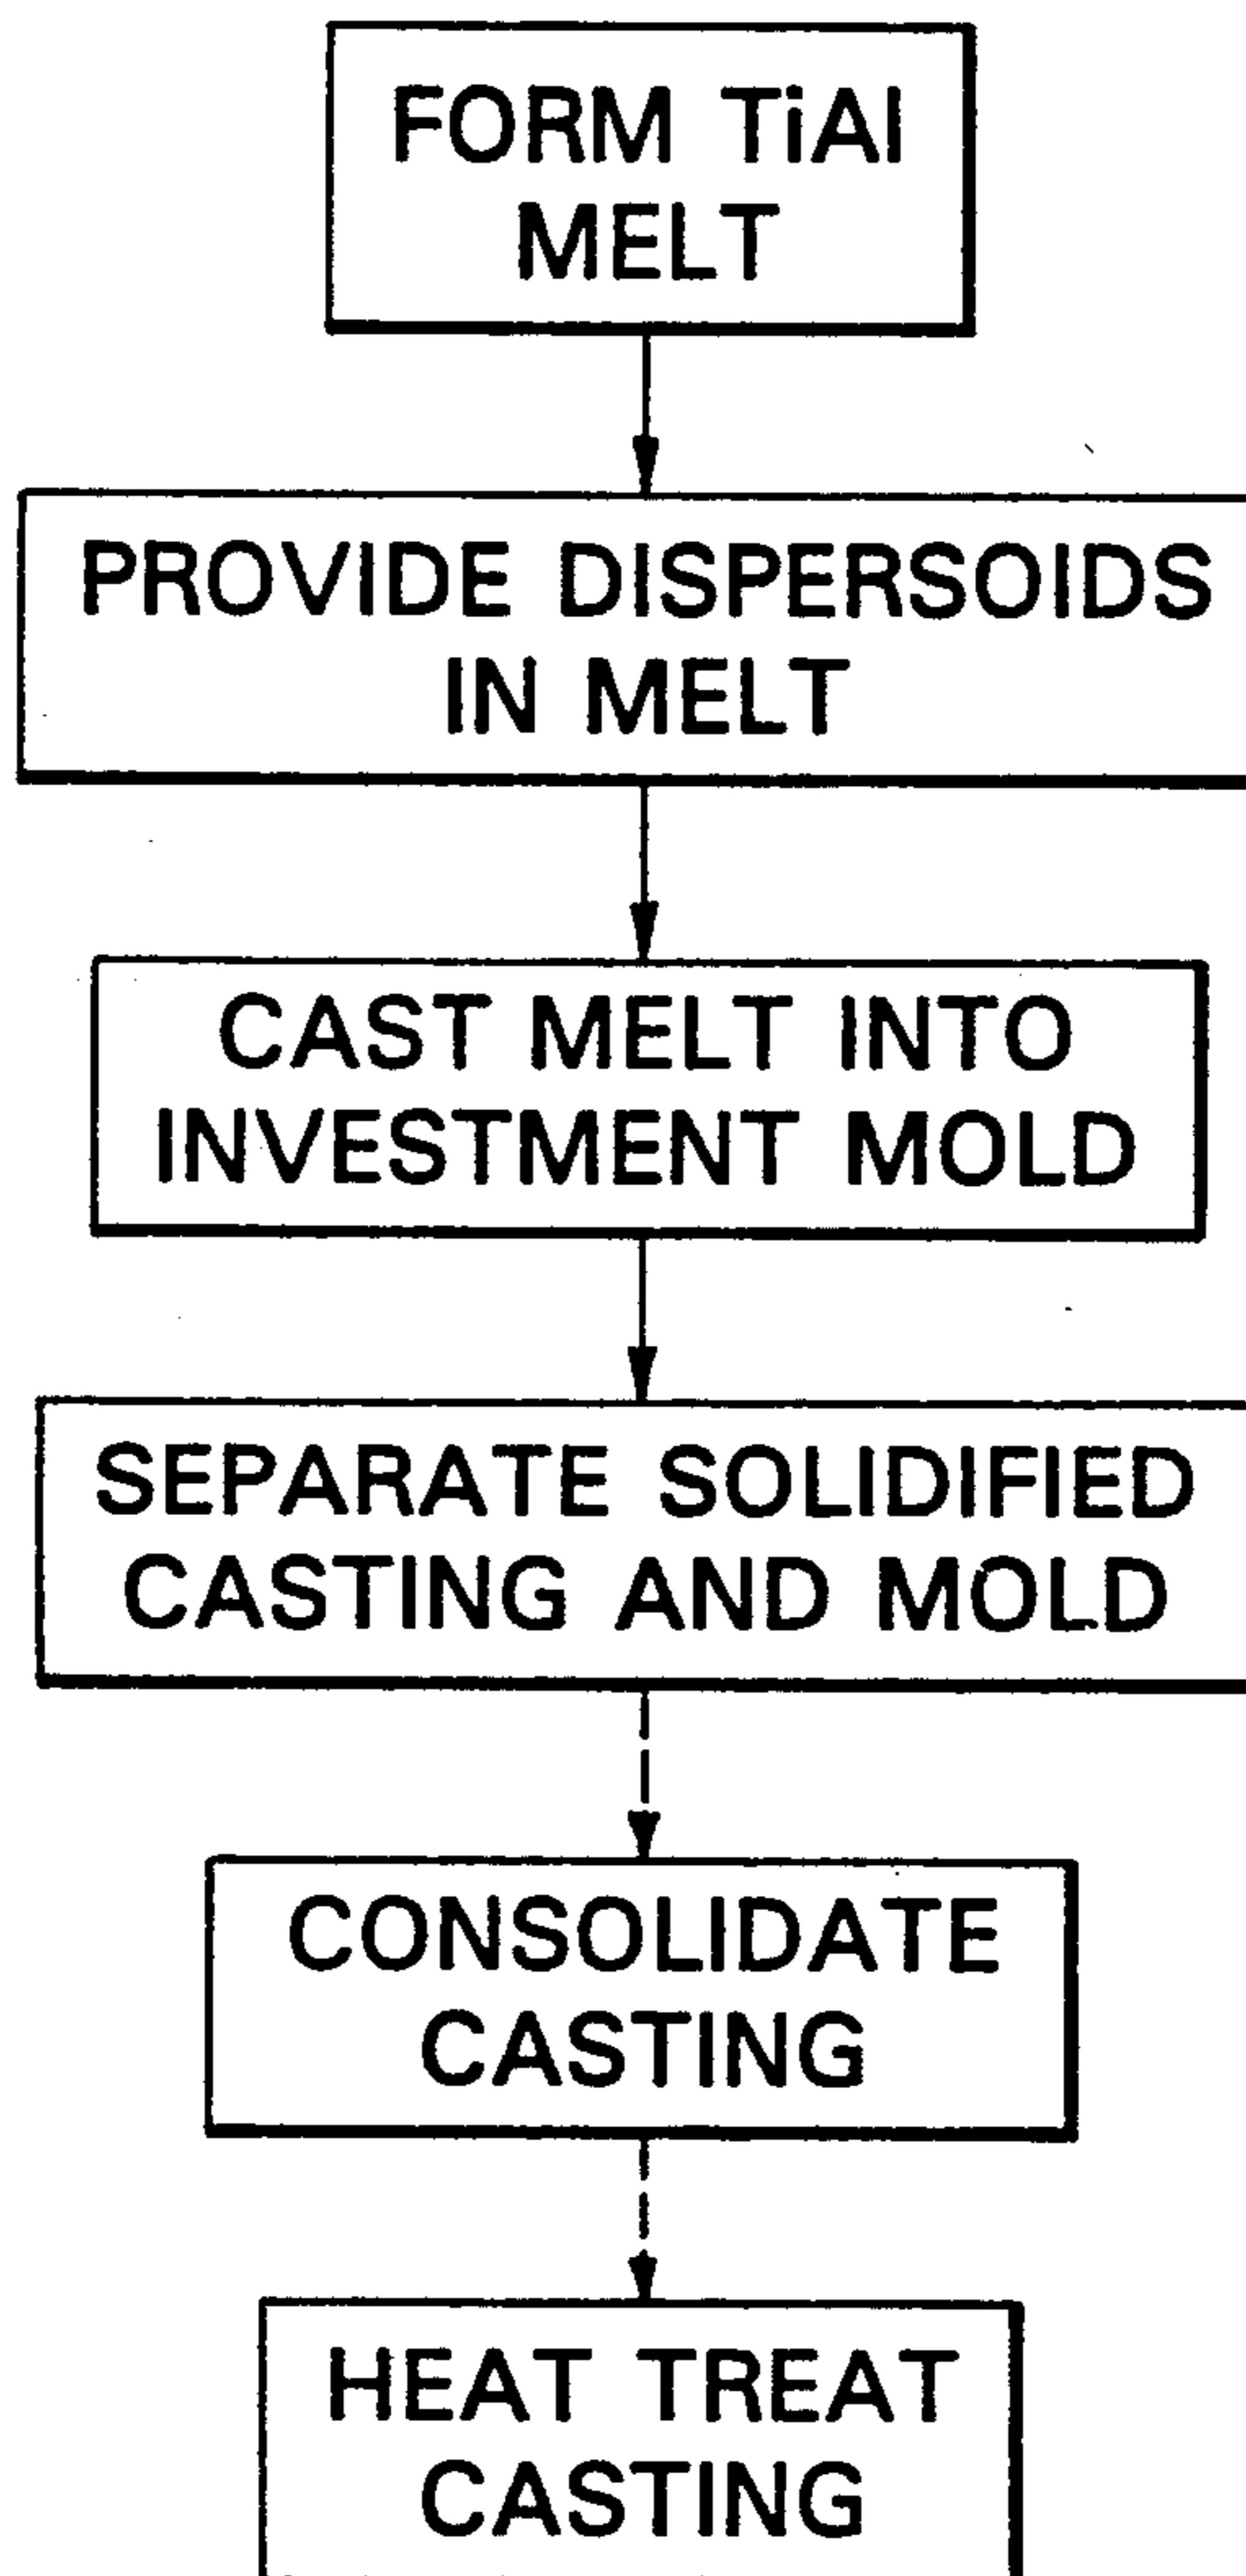 FORM TiAl
MELT
PROVIDE DISPERSOIDS
IN MELT
CAST MELT INTO
INVESTMENT MOLD
SEPARATE SOLIDIFIED
CASTING AND MOLD
CONSOLIDATE
CASTING
HEAT TREAT
CASTING